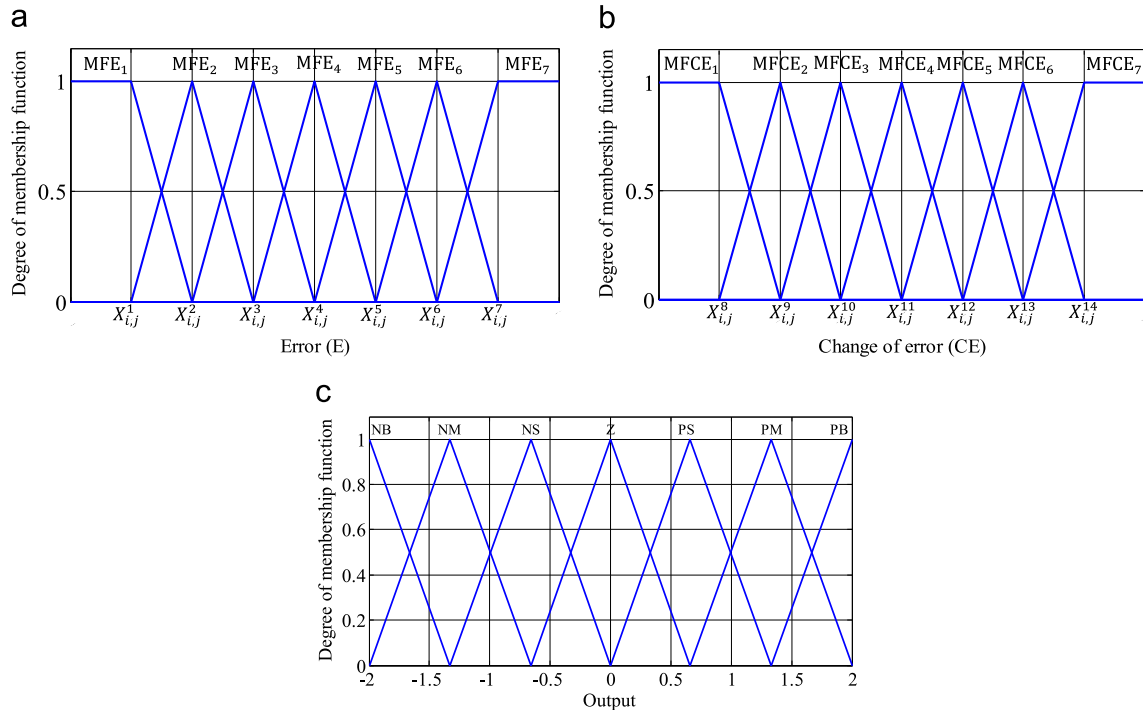 a
MFE₁ MFE₂ MFE₃ MFE₄ MFE₅ MFE₆ MFE₇
Degree of membership function
1
0.5
0
X¹ᵢ,ⱼ X²ᵢ,ⱼ X³ᵢ,ⱼ X⁴ᵢ,ⱼ X⁵ᵢ,ⱼ X⁶ᵢ,ⱼ X⁷ᵢ,ⱼ
Error (E)
b
MFCE₁ MFCE₂ MFCE₃ MFCE₄ MFCE₅ MFCE₆ MFCE₇
Degree of membership function
1
0.5
0
X⁸ᵢ,ⱼ X⁹ᵢ,ⱼ X¹⁰ᵢ,ⱼ X¹¹ᵢ,ⱼ X¹²ᵢ,ⱼ X¹³ᵢ,ⱼ X¹⁴ᵢ,ⱼ
Change of error (CE)
c
NB NM NS Z PS PM PB
Degree of membership function
1
0.8
0.6
0.4
0.2
0
-2 -1.5 -1 -0.5 0 0.5 1 1.5 2
Output